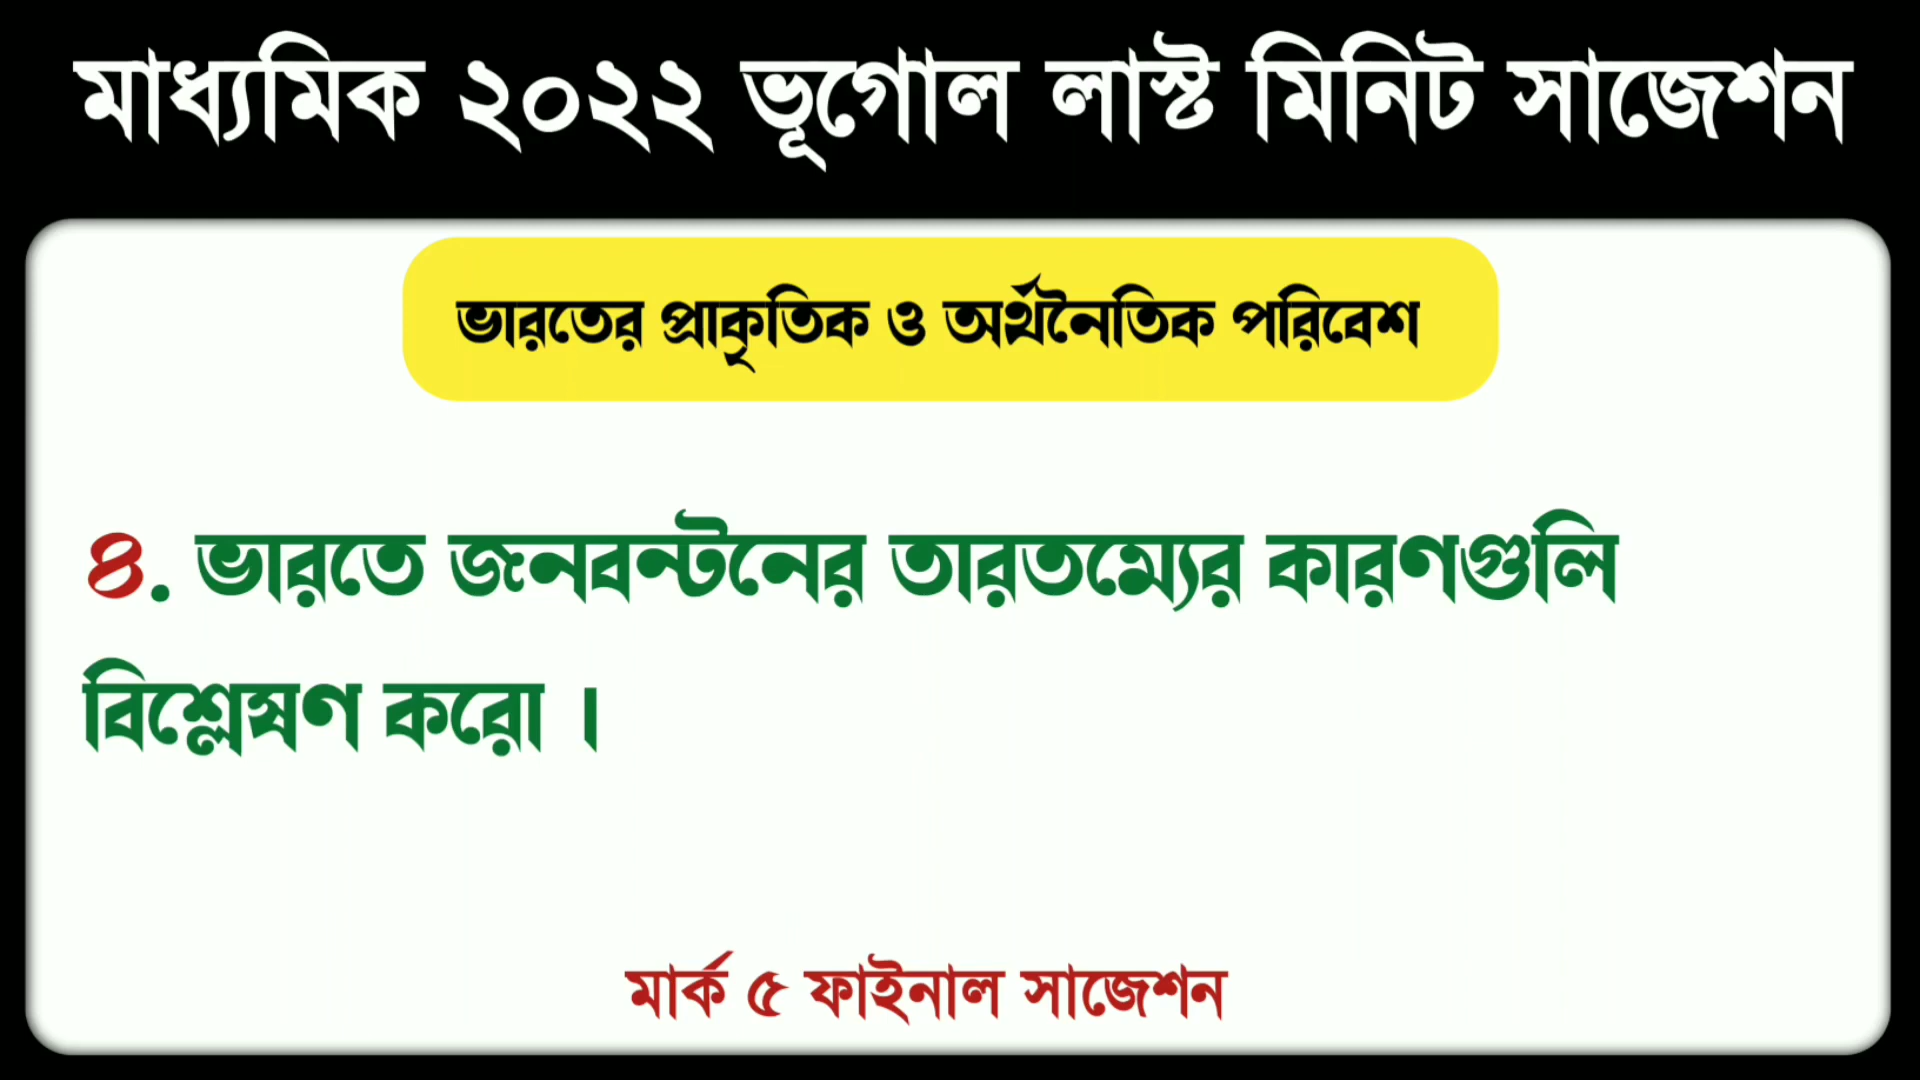 মাধ্যমিক ২০২২ ভূগোল লাস্ট মিনিট সাজেশন
ভারতের প্রাকৃতিক ও অর্থনৈতিক পরিবেশ
৪. ভারতে জনবন্টনের তারতম্যের কারণগুলি
বিশ্লেষণ করো ।
মার্ক ৫ ফাইনাল সাজেশন